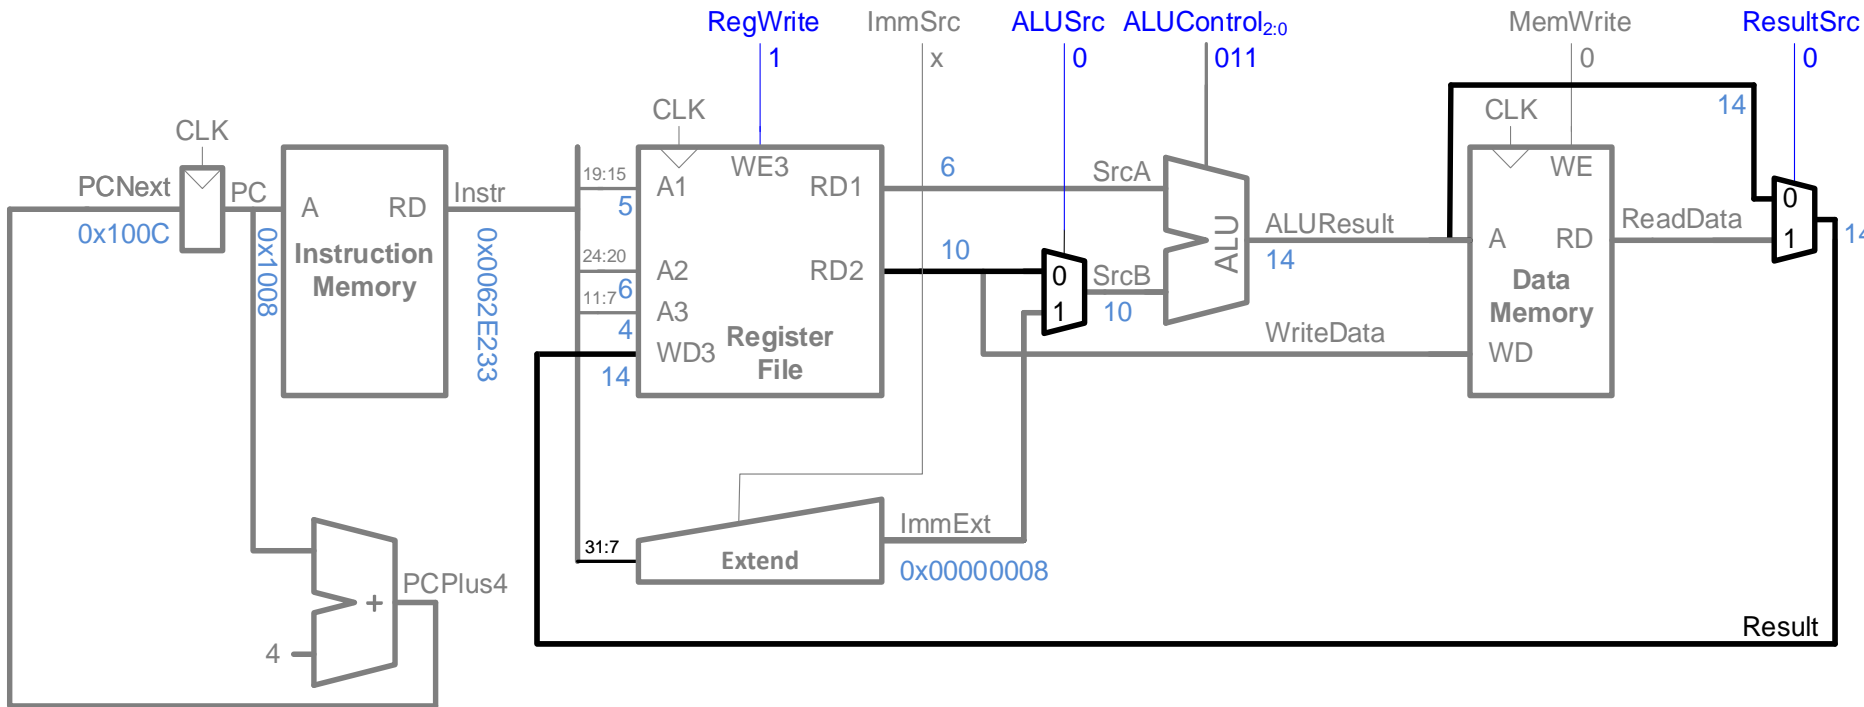 RegWrite
1
ImmSrc
x
ALUSrc
0
ALUControl2:0
011
MemWrite
0
ResultSrc
0
CLK
PCNext
0x100C
PC
0x1008
A
RD
Instruction
Memory
Instr
0x0062E233
19:15
5
24:20
6
11:7
4
14
31:7
CLK
WE3
A1
RD1
A2
RD2
A3
WD3
Register
File
6
10
0
1
SrcA
SrcB
10
ALU
ALUResult
14
WriteData
14
CLK
WE
A
RD
Data
Memory
WD
ReadData
0
1
14
Extend
ImmExt
0x00000008
PCPlus4
+
4
Result